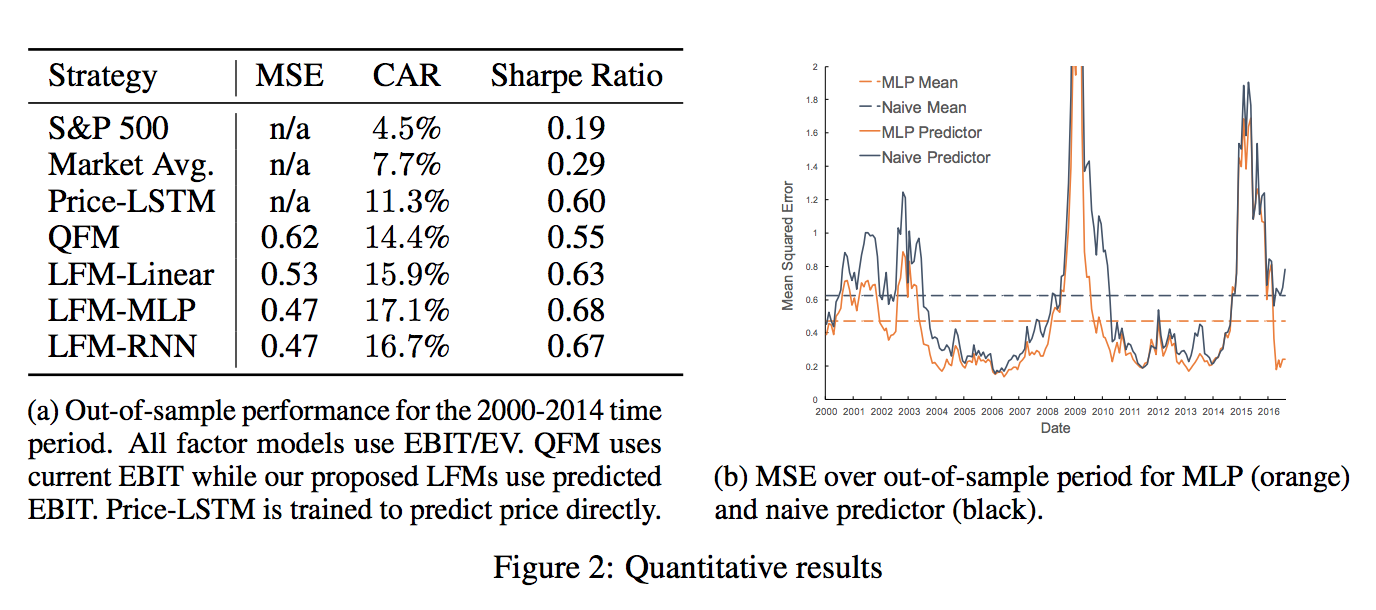 Strategy MSE CAR Sharpe Ratio
S&P 500 n/a 4.5% 0.19
Market Avg. n/a 7.7% 0.29
Price-LSTM n/a 11.3% 0.60
QFM 0.62 14.4% 0.55
LFM-Linear 0.53 15.9% 0.63
LFM-MLP 0.47 17.1% 0.68
LFM-RNN 0.47 16.7% 0.67
(a) Out-of-sample performance for the 2000-2014 time
period. All factor models use EBIT/EV. QFM uses
current EBIT while our proposed LFMs use predicted
EBIT. Price-LSTM is trained to predict price directly.
Mean Squared Error
2
1.8
1.6
1.4
1.2
1
0.8
0.6
0.4
0.2
0
MLP Mean
Naive Mean
MLP Predictor
Naive Predictor
2000 2001 2002 2003 2004 2005 2006 2007 2008 2009 2010 2011 2012 2013 2014 2015 2016
Date
(b) MSE over out-of-sample period for MLP (orange)
and naive predictor (black).
Figure 2: Quantitative results